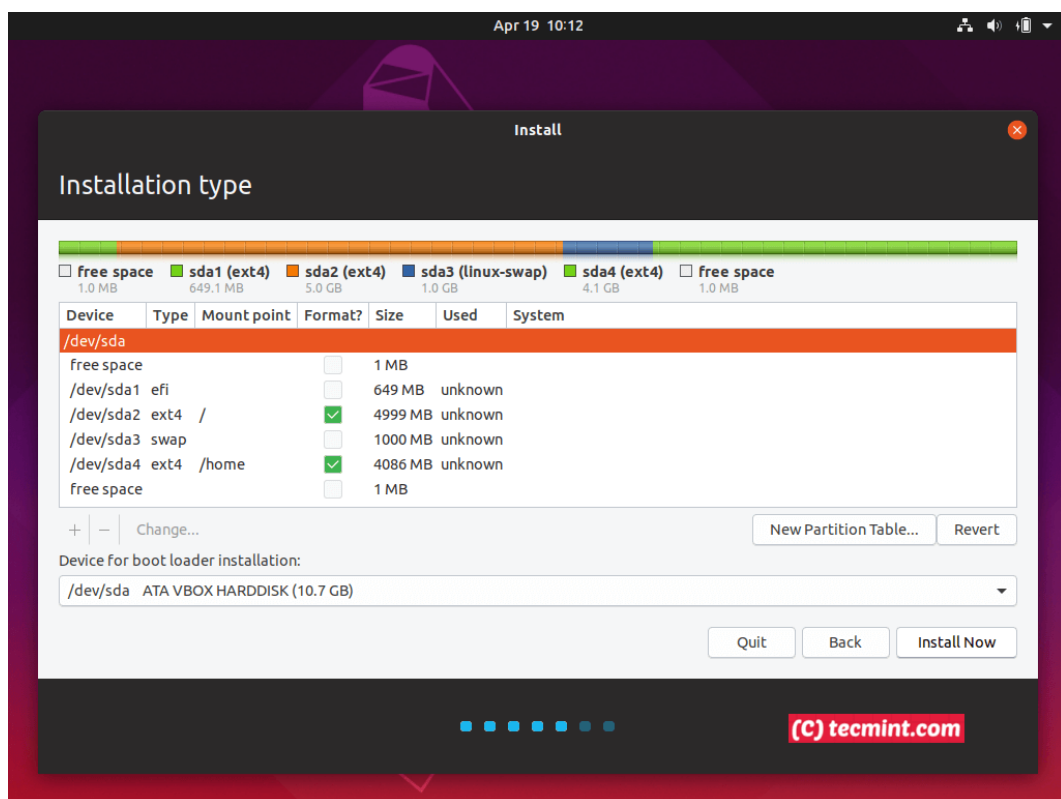 Apr 19 10:12
Install
Installation type
free space sda1 (ext4) sda2 (ext4) sda3 (linux-swap) sda4 (ext4) free space
1.0 MB 649.1 MB 5.0 GB 1.0 GB 4.1 GB 1.0 MB
Device Type Mount point Format? Size Used System
/dev/sda
free space 1 MB
/dev/sda1 efi 649 MB unknown
/dev/sda2 ext4 / 4999 MB unknown
/dev/sda3 swap 1000 MB unknown
/dev/sda4 ext4 /home 4086 MB unknown
free space 1 MB
+ − Change... New Partition Table... Revert
Device for boot loader installation:
/dev/sda ATA VBOX HARDDISK (10.7 GB)
Quit Back Install Now
(C) tecmint.com